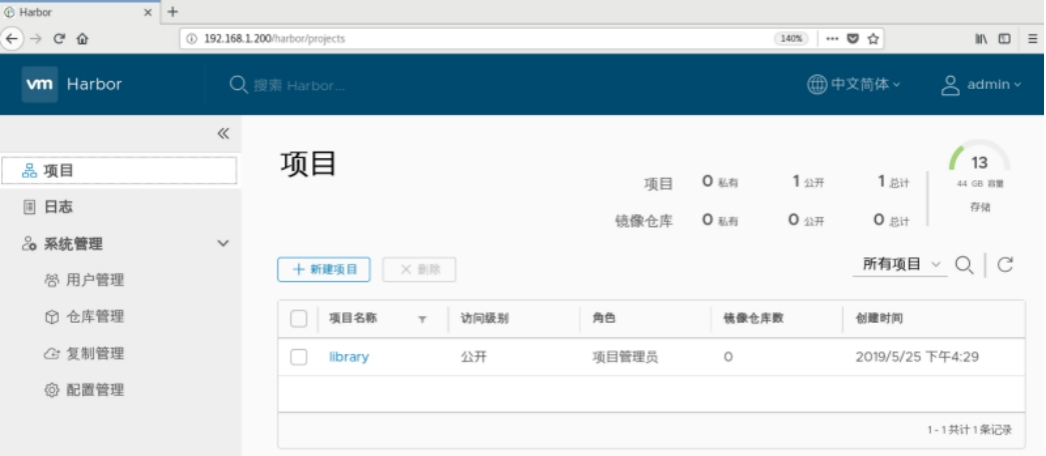 Harbor
192.168.1.200/harbor/projects 140%
vm Harbor 搜索 Harbor... 中文简体 admin
项目
日志
系统管理
用户管理
仓库管理
复制管理
配置管理
项目
项目 0 私有 1 公开 1 总计
镜像仓库 0 私有 0 公开 0 总计
13
44 GB 容量
存储
新建项目 删除 所有项目
项目名称 访问级别 角色 镜像仓库数 创建时间
library 公开 项目管理员 0 2019/5/25 下午4:29
1 - 1 共计 1 条记录